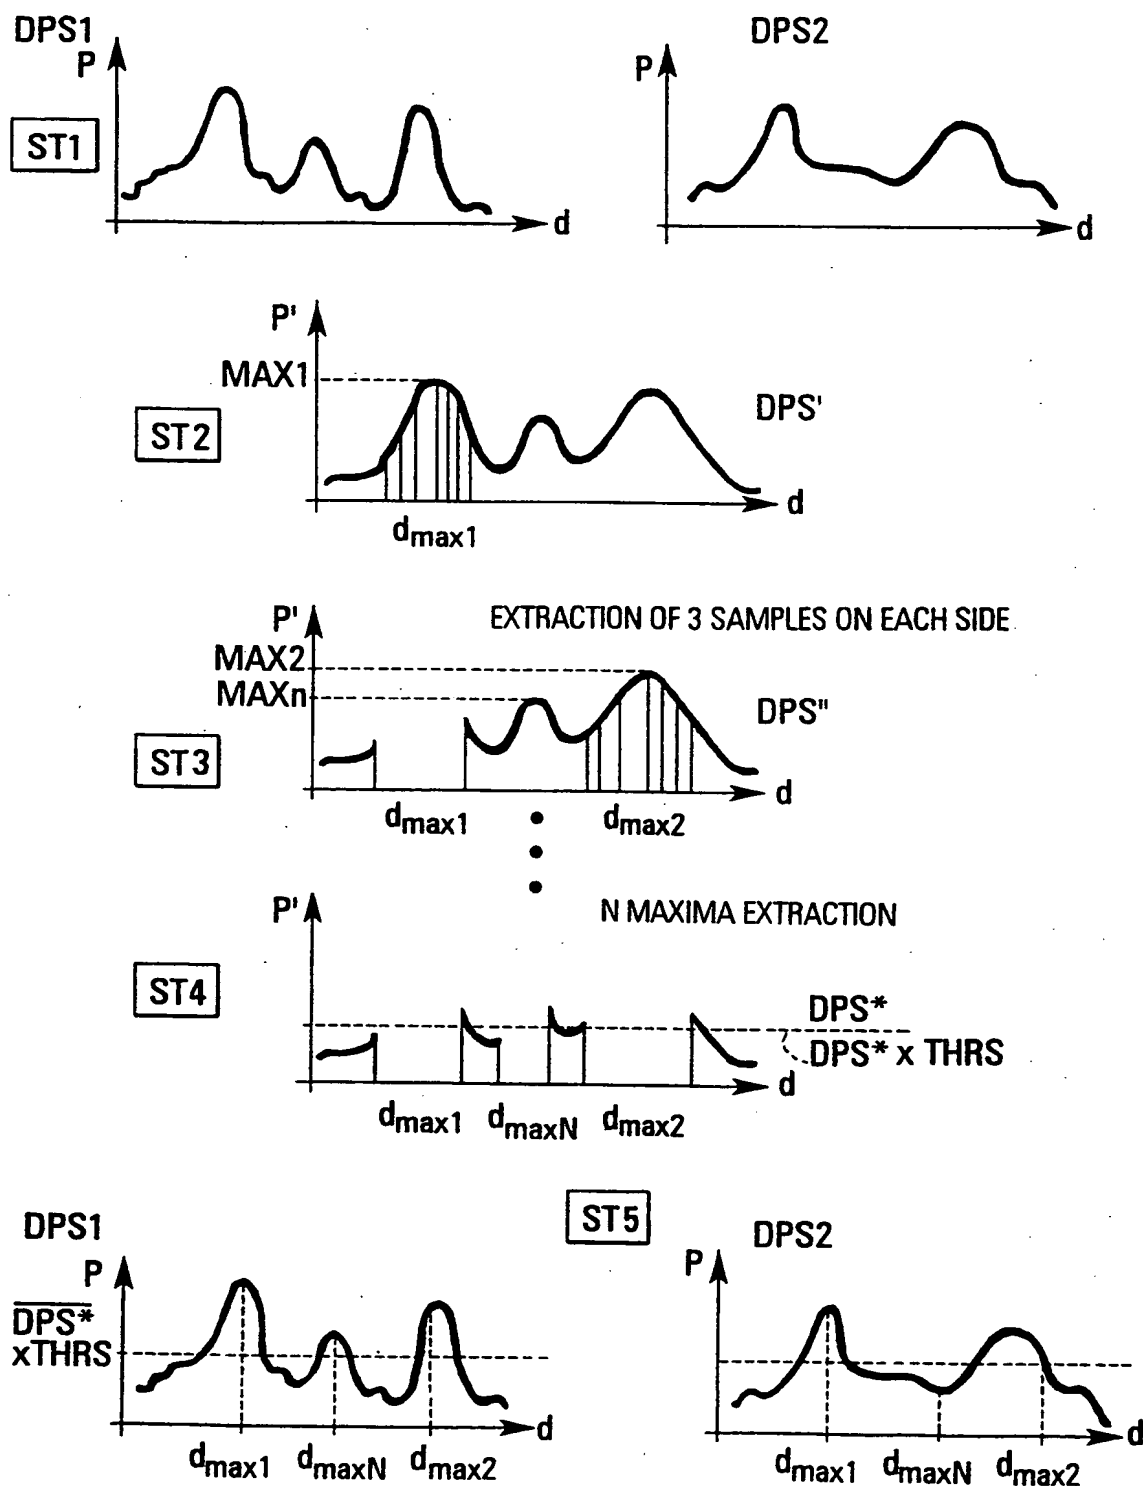 DPS1
P
ST1
d
DPS2
P
d
P'
MAX1
ST2
DPS'
d
dmax1
P'
EXTRACTION OF 3 SAMPLES ON EACH SIDE
MAX2
MAXn
DPS"
ST3
d
dmax1
dmax2
P'
N MAXIMA EXTRACTION
ST4
DPS*
DPS* x THRS
d
dmax1
dmaxN
dmax2
ST5
DPS1
P
DPS*
xTHRS
d
dmax1
dmaxN
dmax2
DPS2
P
d
dmax1
dmaxN
dmax2